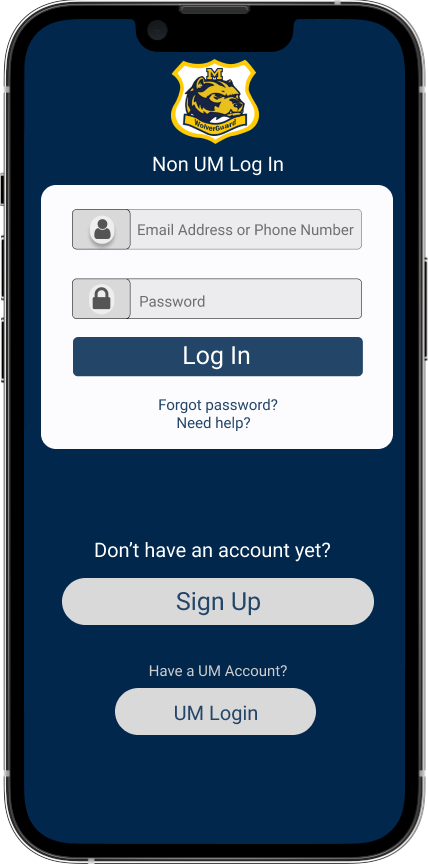 M
WolverGuard
Non UM Log In
Email Address or Phone Number
Password
Log In
Forgot password?
Need help?
Don’t have an account yet?
Sign Up
Have a UM Account?
UM Login